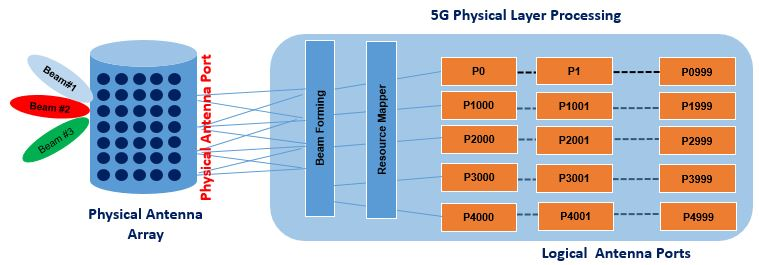 5G Physical Layer Processing
Beam#1
Beam #2
Beam #3
Physical Antenna Port
Beam Forming
Resource Mapper
P0 P1 P0999
P1000 P1001 P1999
P2000 P2001 P2999
P3000 P3001 P3999
P4000 P4001 P4999
Physical Antenna
Array
Logical Antenna Ports